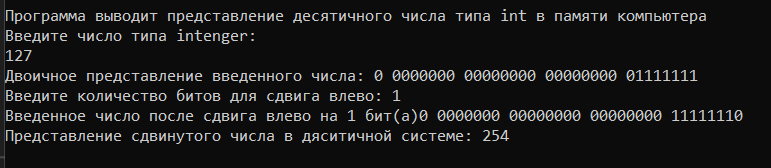 Программа выводит представление десятичного числа типа int в памяти компьютера
Введите число типа intenger:
127
Двоичное представление введенного числа: 0 0000000 00000000 00000000 01111111
Введите количество битов для сдвига влево: 1
Введенное число после сдвига влево на 1 бит(а)0 0000000 00000000 00000000 11111110
Представление сдвинутого числа в дяситичной системе: 254